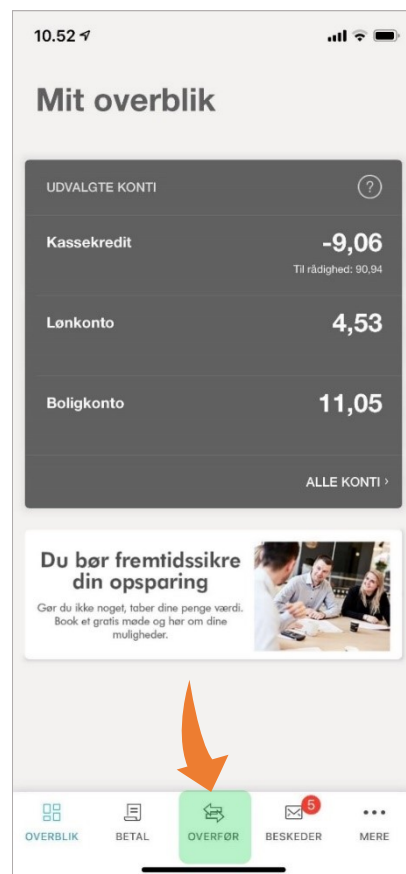 10.52
Mit overblik
UDVALGTE KONTI
?
Kassekredit
-9,06
Til rådighed: 90,94
Lønkonto
4,53
Boligkonto
11,05
ALLE KONTI ›
Du bør fremtidssikre
din opsparing
Gør du ikke noget, taber dine penge værdi.
Book et gratis møde og hør om dine
muligheder.
5
OVERBLIK BETAL OVERFØR BESKEDER MERE